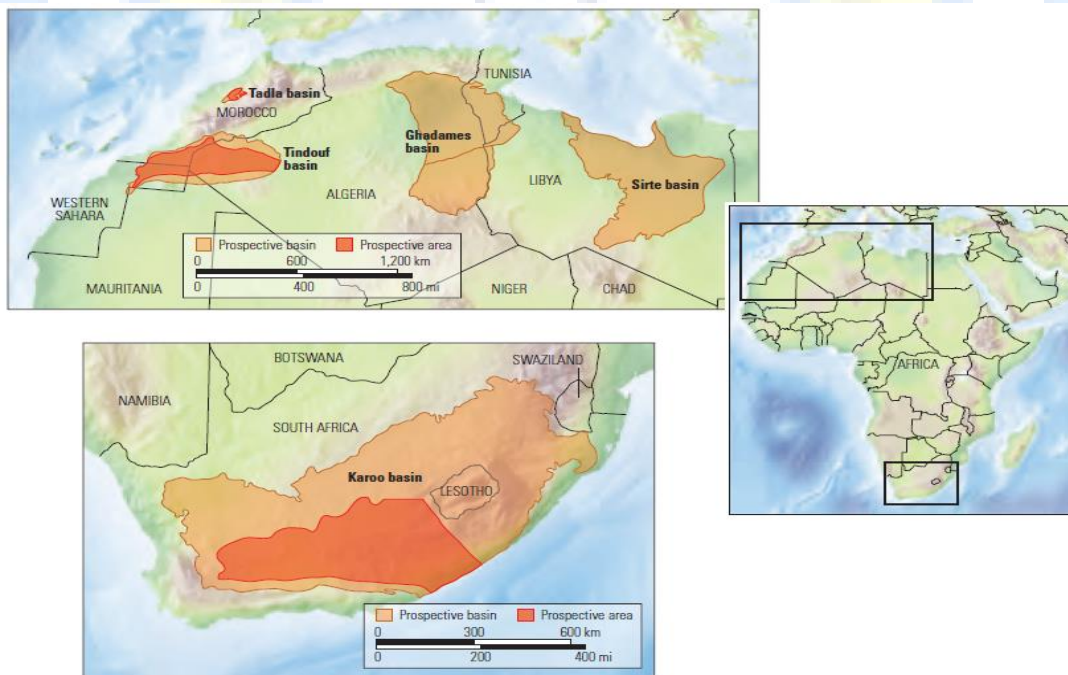 TUNISIA
Tadla basin
MOROCCO
Ghadames
basin
Tindouf
basin
ALGERIA
LIBYA
Sirte basin
WESTERN
SAHARA
Prospective basin Prospective area
0 600 1,200 km
0 400 800 mi
MAURITANIA
NIGER
CHAD
AFRICA
BOTSWANA
SWAZILAND
NAMIBIA
SOUTH AFRICA
Karoo basin
LESOTHO
Prospective basin Prospective area
0 300 600 km
0 200 400 mi